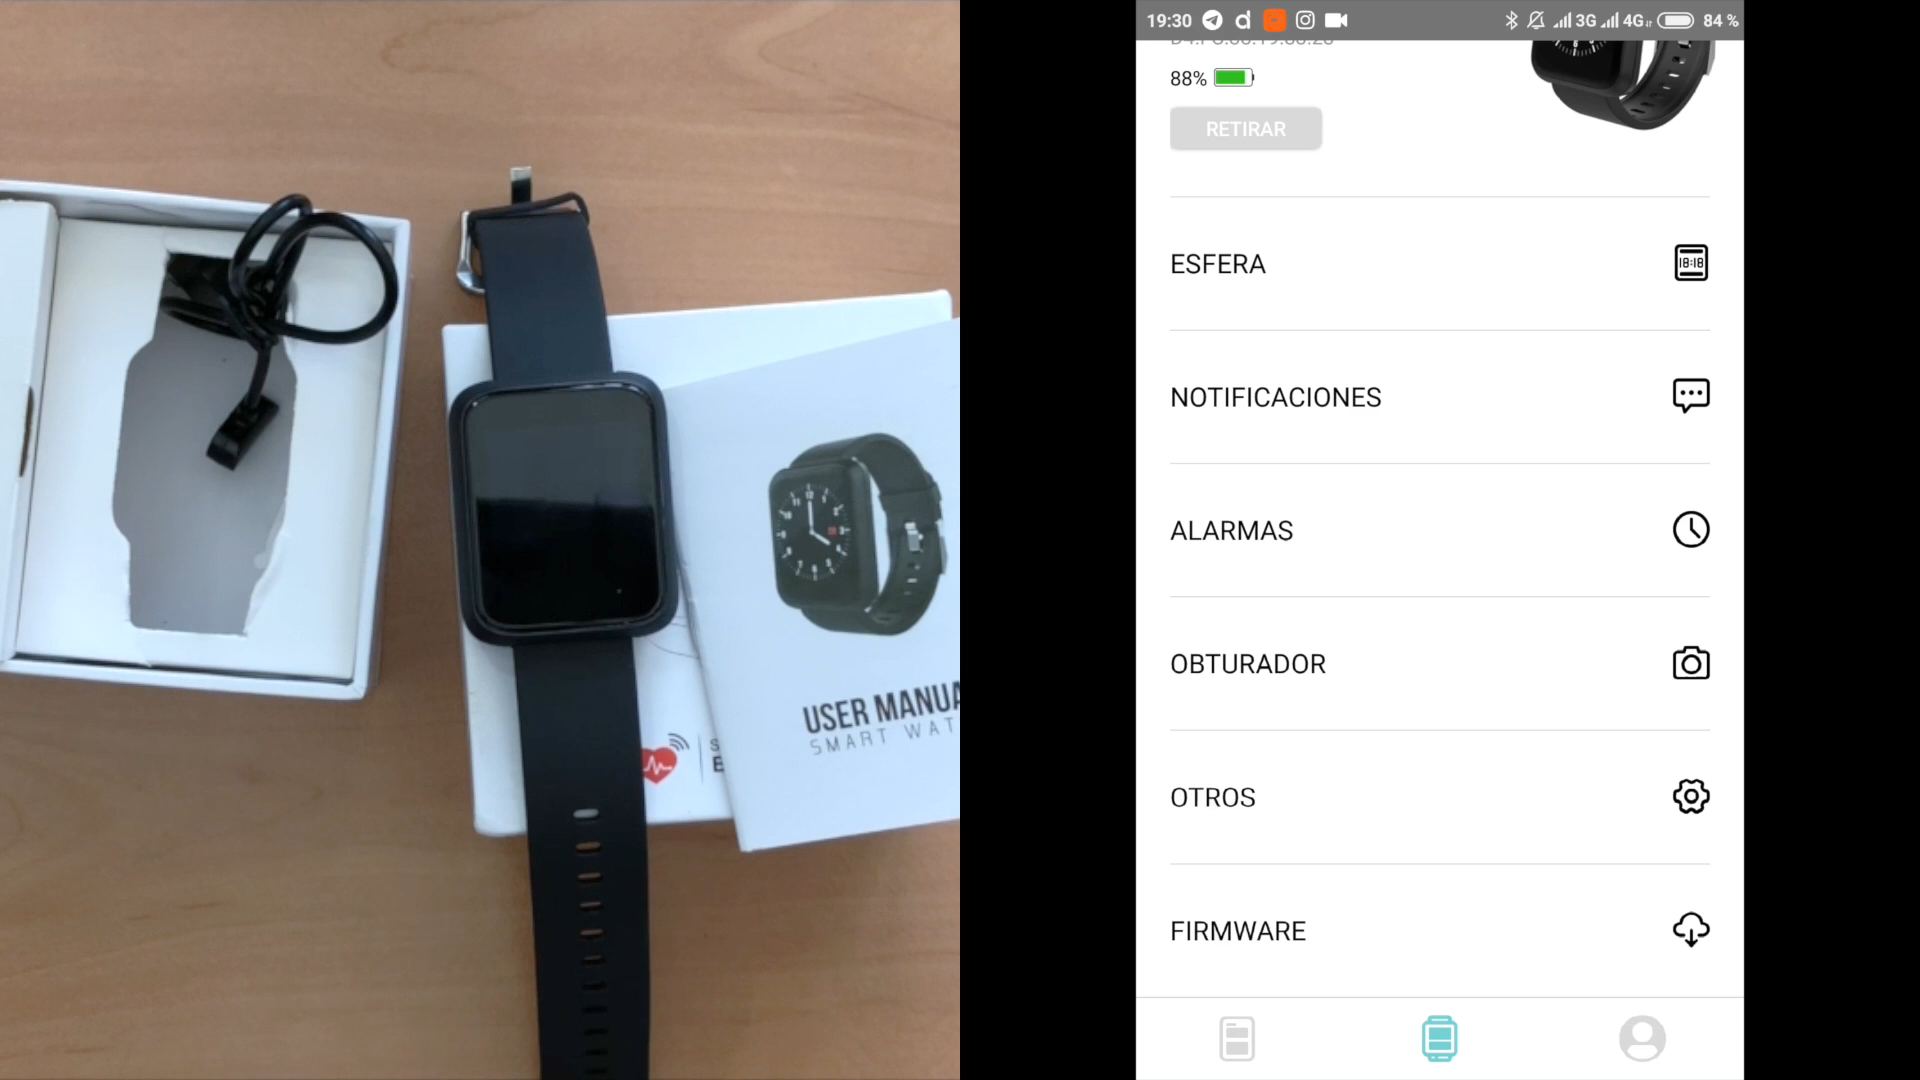 USER MANUA
SMART WAT
19:30
3G
4G
84 %
88%
RETIRAR
ESFERA
18:18
NOTIFICACIONES
ALARMAS
OBTURADOR
OTROS
FIRMWARE